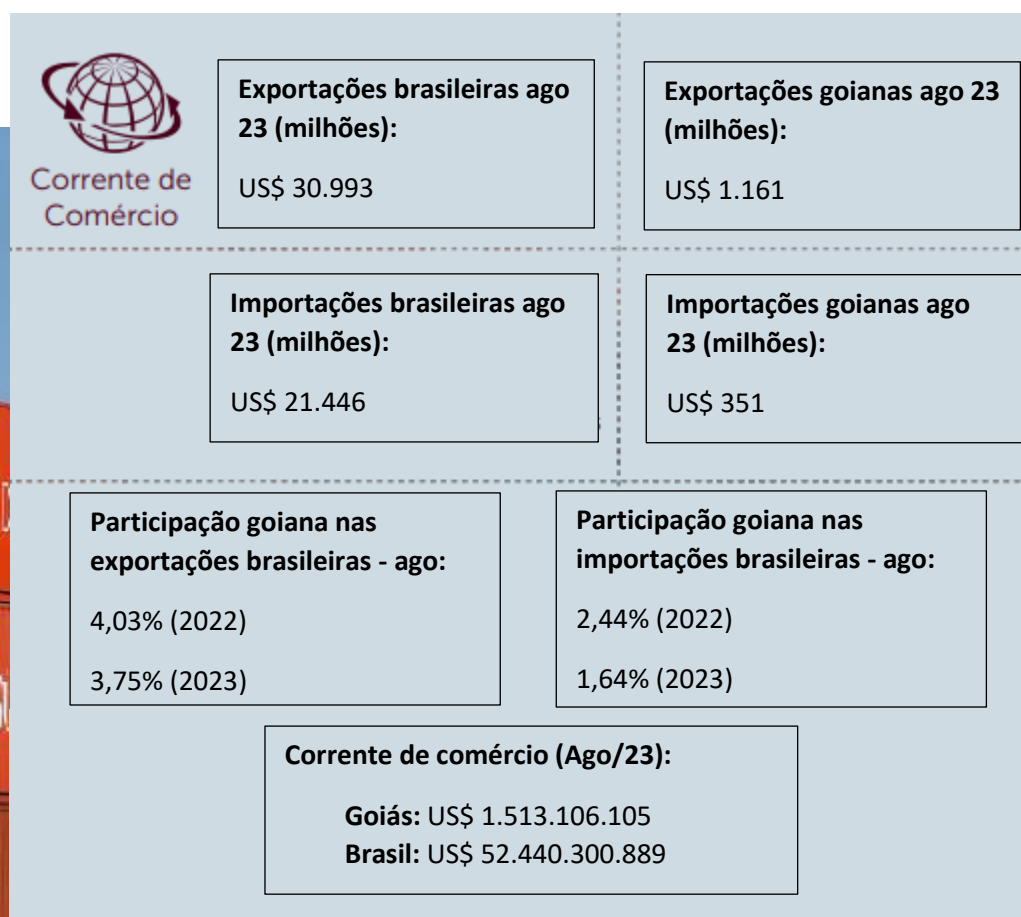 Corrente de
Comércio
Exportações brasileiras ago
23 (milhões):
US$ 30.993
Exportações goianas ago 23
(milhões):
US$ 1.161
Importações brasileiras ago
23 (milhões):
US$ 21.446
Importações goianas ago
23 (milhões):
US$ 351
Participação goiana nas
exportações brasileiras - ago:
4,03% (2022)
3,75% (2023)
Participação goiana nas
importações brasileiras - ago:
2,44% (2022)
1,64% (2023)
Corrente de comércio (Ago/23):
Goiás: US$ 1.513.106.105
Brasil: US$ 52.440.300.889